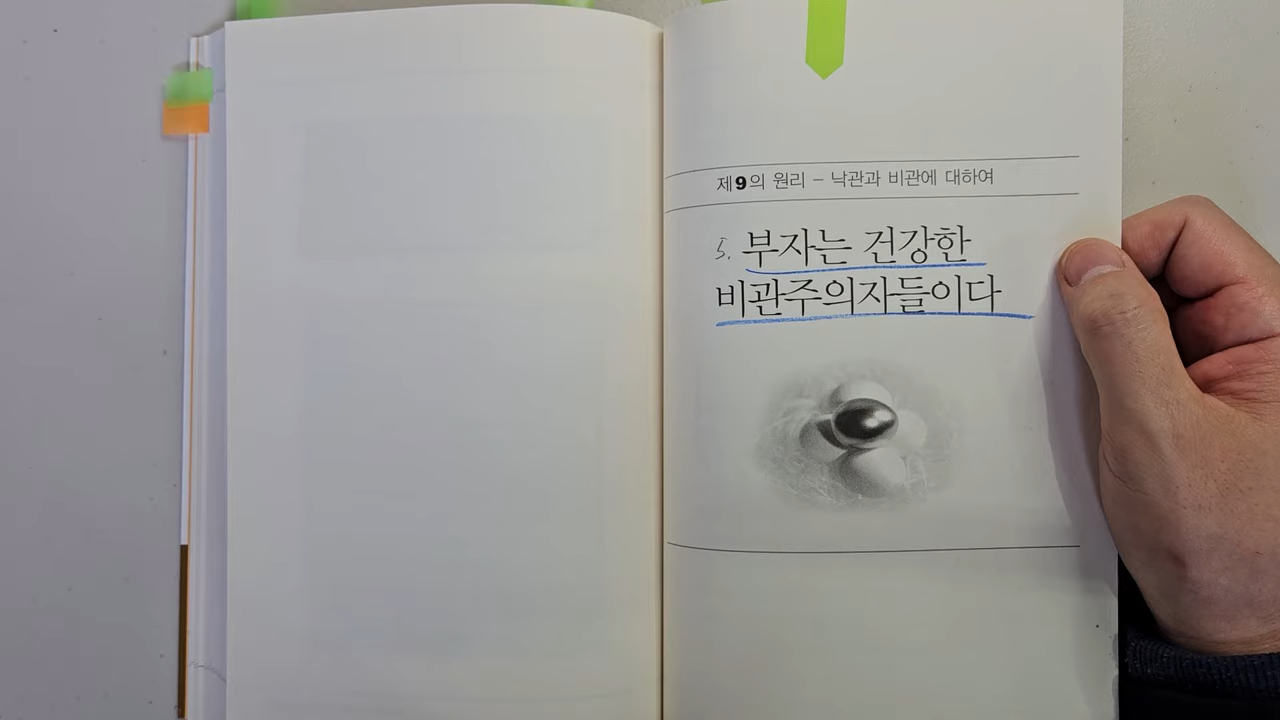 제9의 원리 – 낙관과 비관에 대하여
5. 부자는 건강한
비관주의자들이다